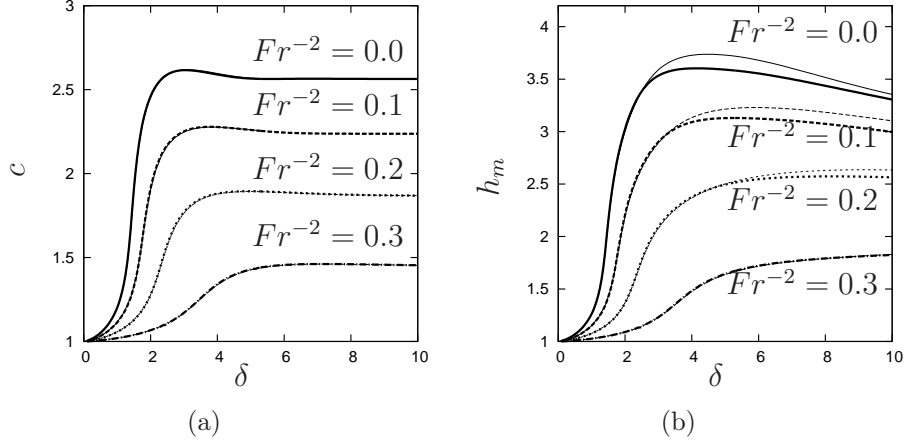 3
2.5
2
1.5
1
c
0 2 4 6 8 10
δ
Fr⁻² = 0.0
Fr⁻² = 0.1
Fr⁻² = 0.2
Fr⁻² = 0.3
(a)
4
3.5
3
2.5
2
1.5
1
hₘ
0 2 4 6 8 10
δ
Fr⁻² = 0.0
Fr⁻² = 0.1
Fr⁻² = 0.2
Fr⁻² = 0.3
(b)